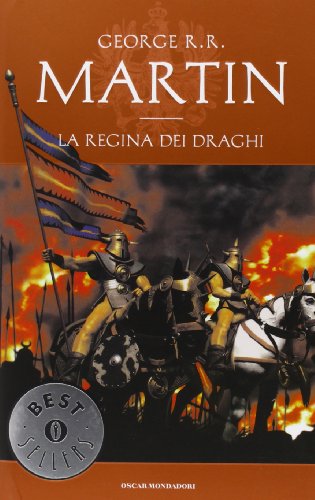 GEORGE R.R.
MARTIN
LA REGINA DEI DRAGHI
BEST
SELLERS
OSCAR MONDADORI